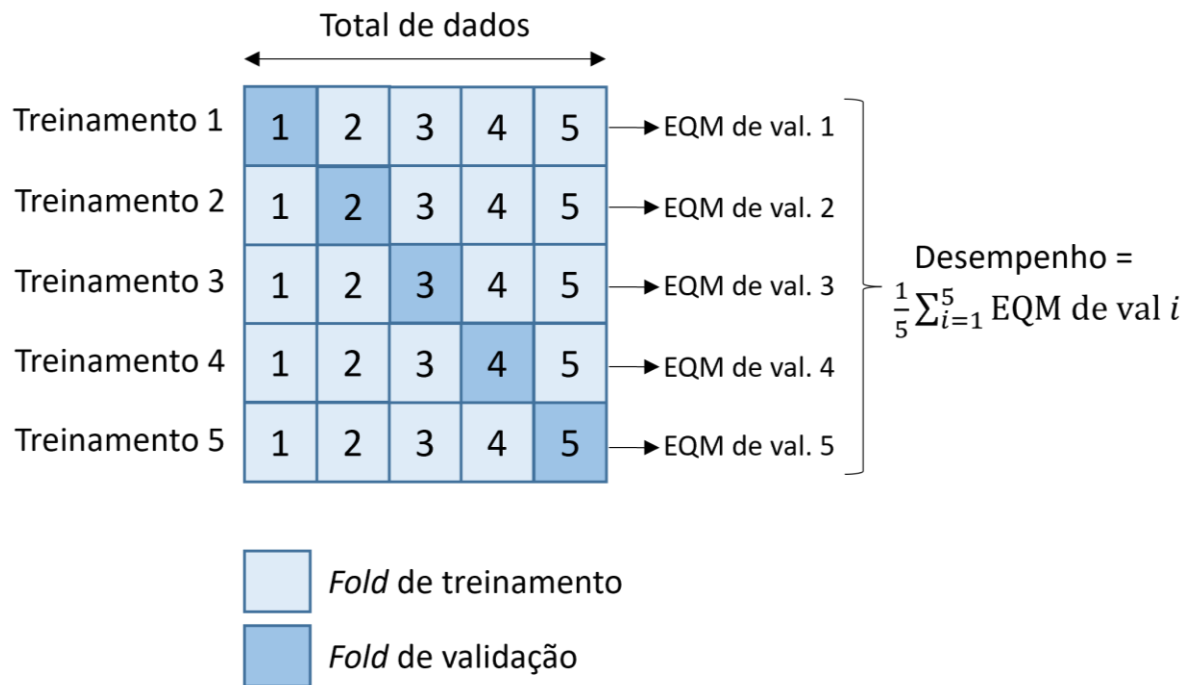 Total de dados
Treinamento 1 1 2 3 4 5 EQM de val. 1
Treinamento 2 1 2 3 4 5 EQM de val. 2
Treinamento 3 1 2 3 4 5 EQM de val. 3
Treinamento 4 1 2 3 4 5 EQM de val. 4
Treinamento 5 1 2 3 4 5 EQM de val. 5
Desempenho =
1/5 ∑_{i=1}^{5} EQM de val i
Fold de treinamento
Fold de validação